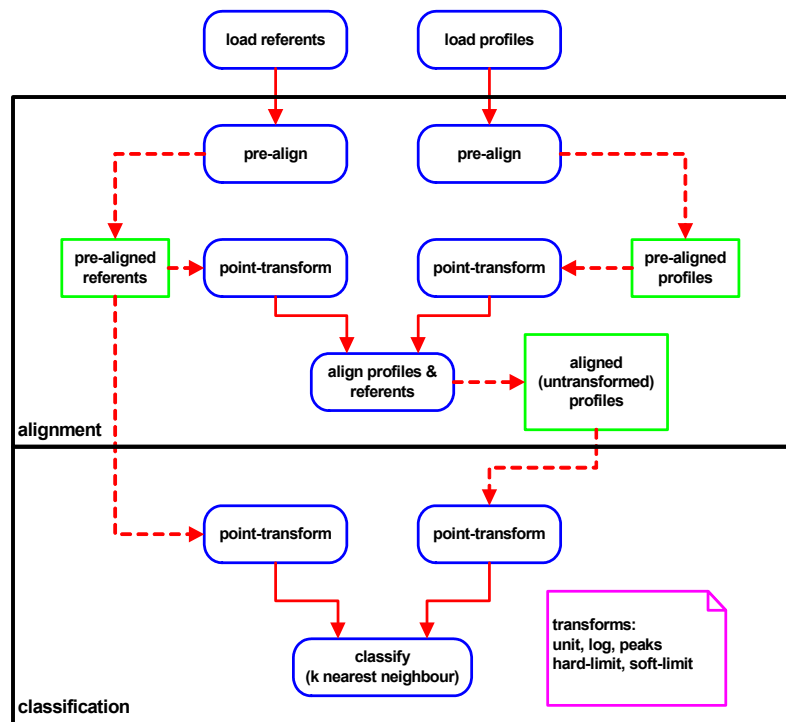 load referents
load profiles
pre-align
pre-align
pre-aligned
referents
point-transform
point-transform
pre-aligned
profiles
align profiles &
referents
aligned
(untransformed)
profiles
alignment
point-transform
point-transform
transforms:
unit, log, peaks
hard-limit, soft-limit
classify
(k nearest neighbour)
classification